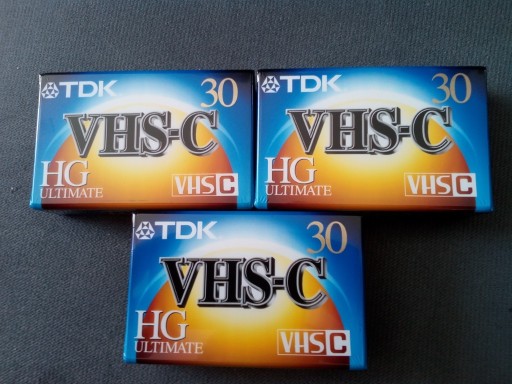 TDK 30
VHS-C
HG
ULTIMATE
VHS C
TDK 30
VHS-C
HG
ULTIMATE
VHS C
TDK 30
VHS-C
HG
ULTIMATE
VHS C